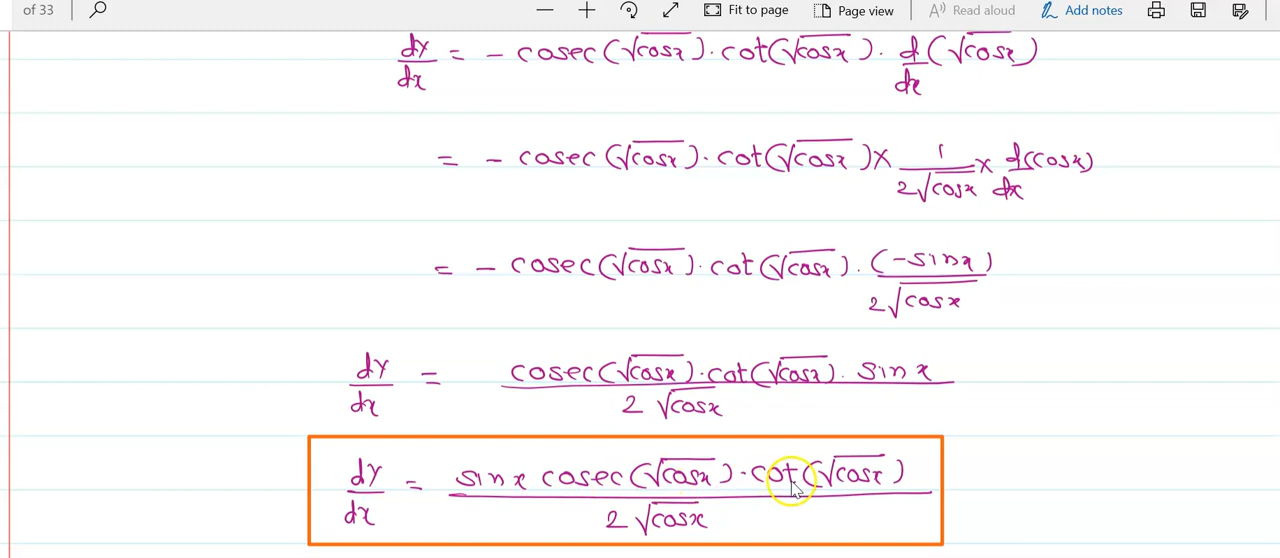 of 33 Fit to page Page view Read aloud Add notes
dy/dx = - cosec(√cosx).cot(√cosx). d/dx(√cosx)
= - cosec(√cosx).cot(√cosx) × 1/2√cosx × d/dx(cosx)
= - cosec(√cosx).cot(√cosx). (-sinx)/2√cosx
dy/dx = cosec(√cosx).cot(√cosx). sinx/2√cosx
dy/dx = sinx cosec(√cosx).cot(√cosx)/2√cosx